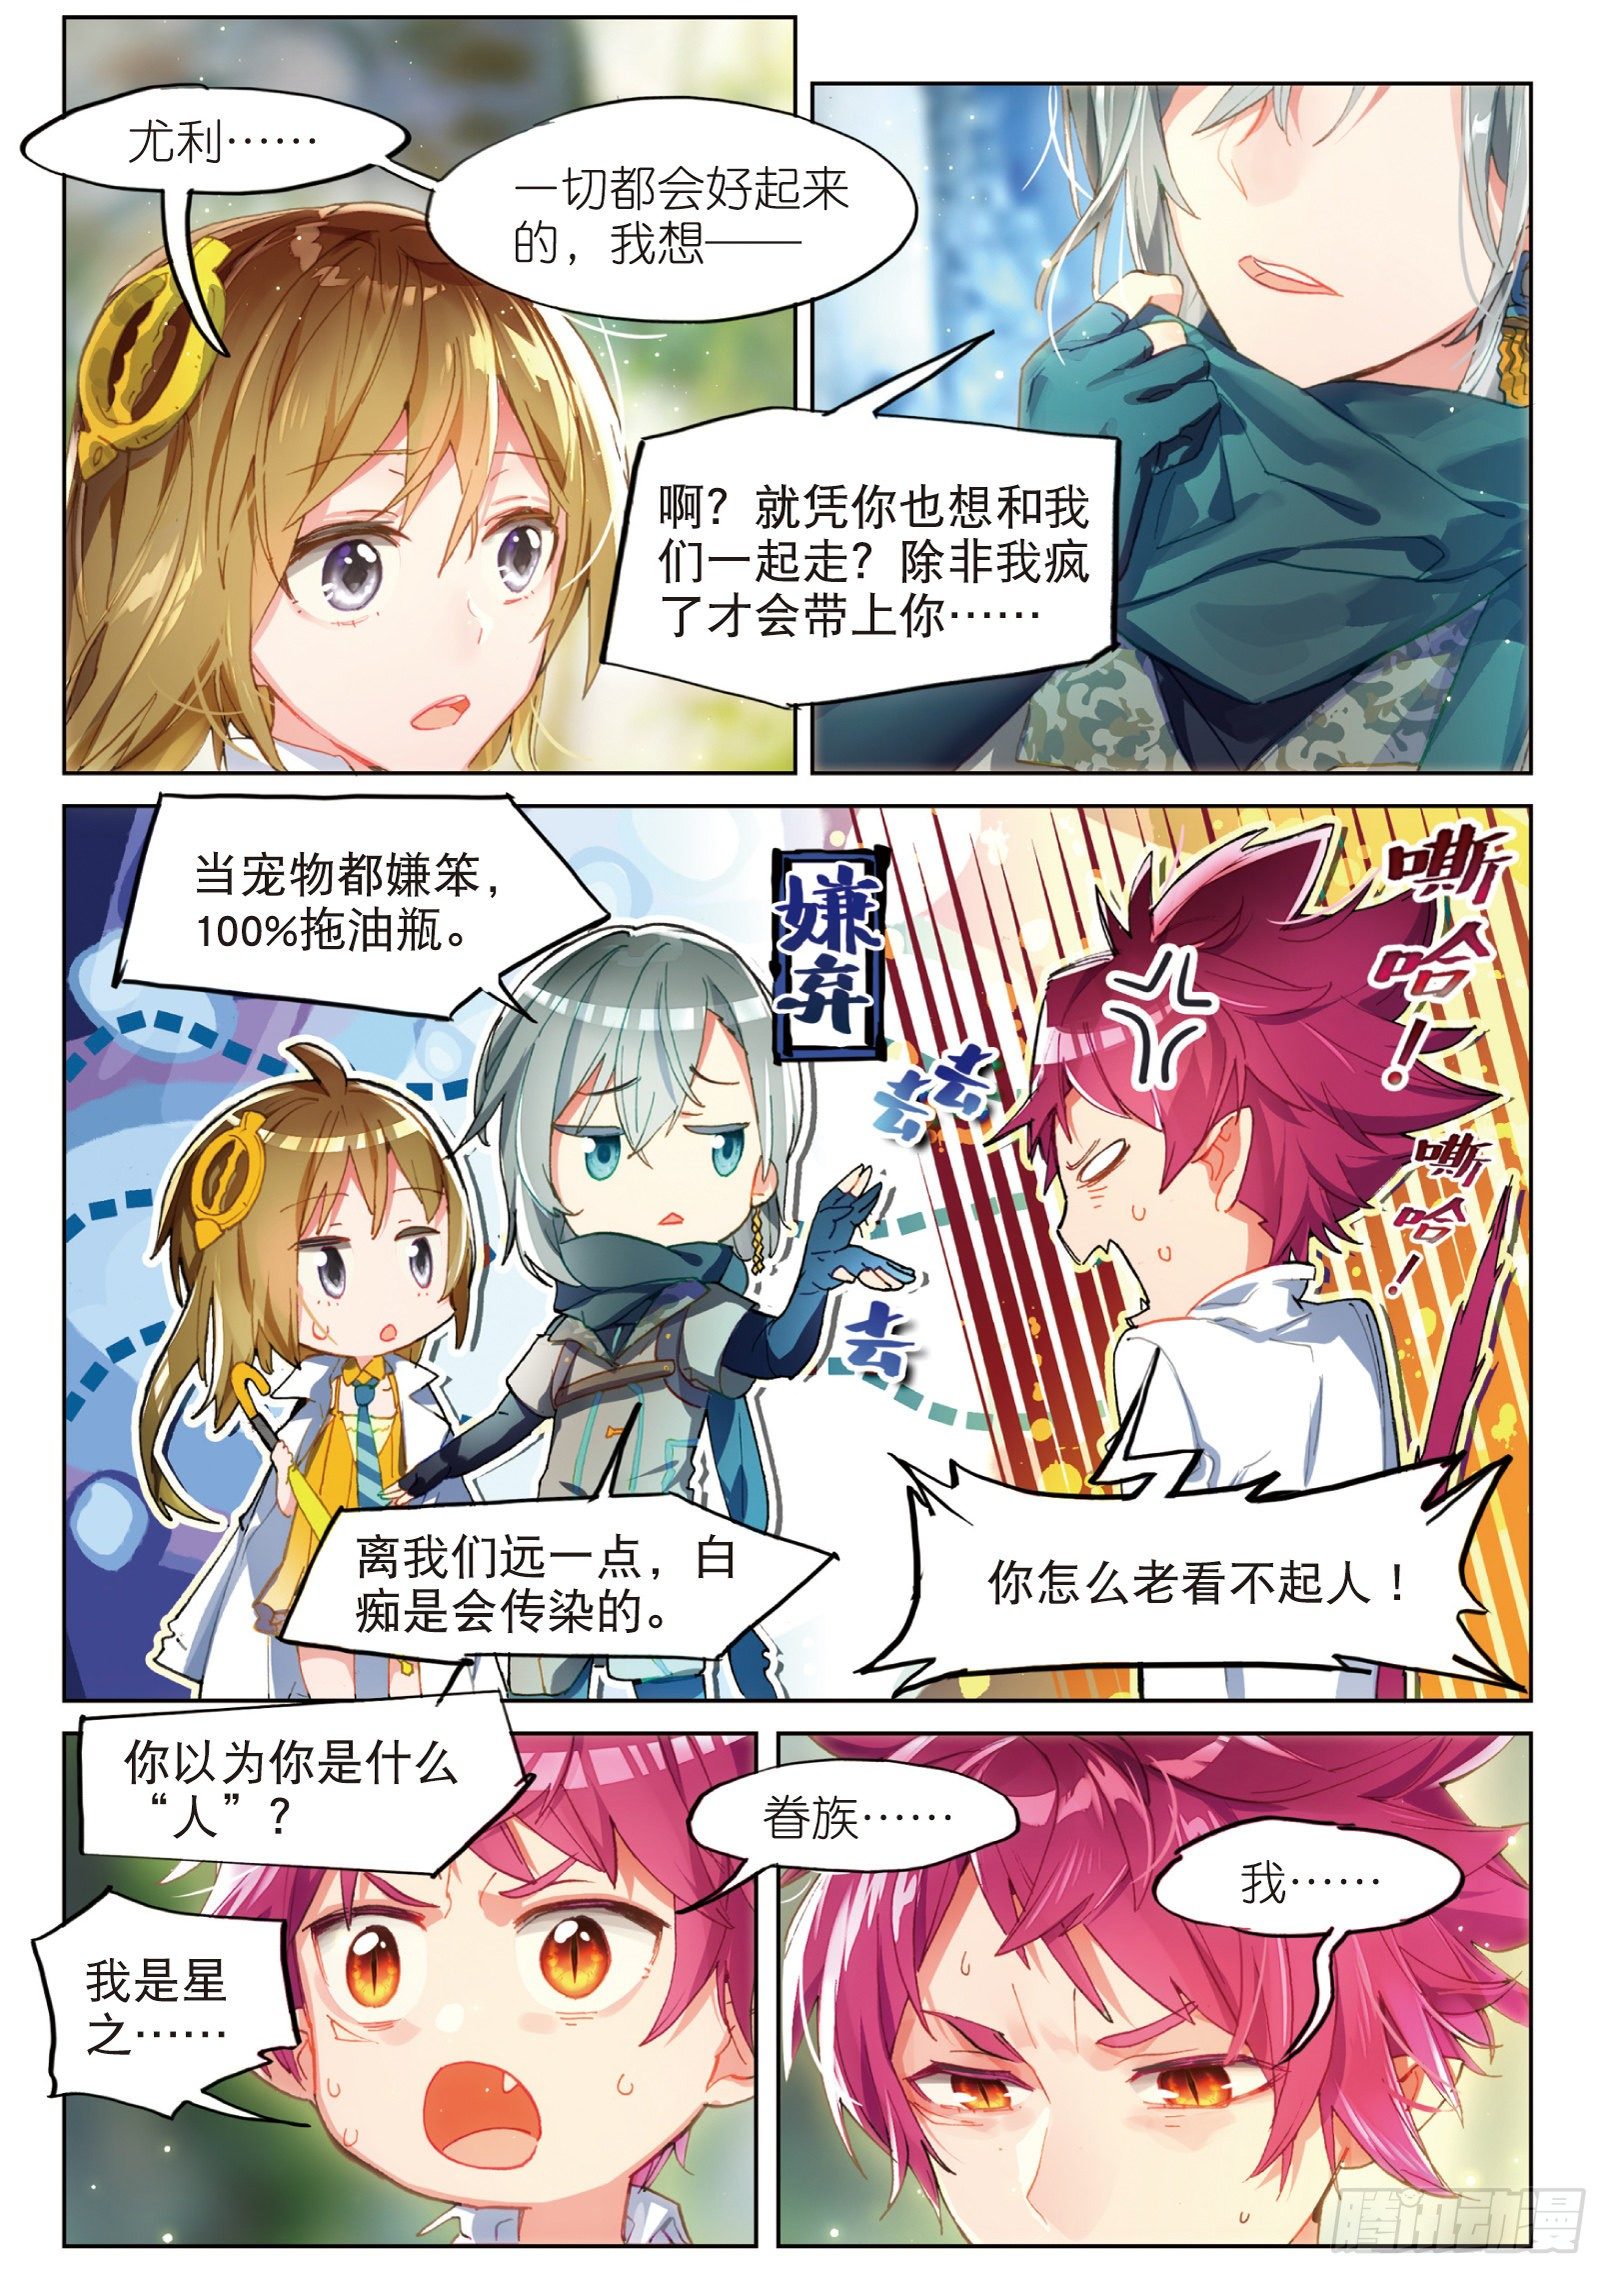 尤利……
一切都会好起来
的，我想——
啊？就凭你也想和我
们一起走？除非我疯
了才会带上你……
当宠物都嫌笨，
100%拖油瓶。
嫌弃
去去
去
嘶哈！
嘶哈！
离我们远一点，白
痴是会传染的。
你怎么老看不起人！
你以为你是什么
“人”？
我是星
之……
眷族……
我……
腾讯动漫